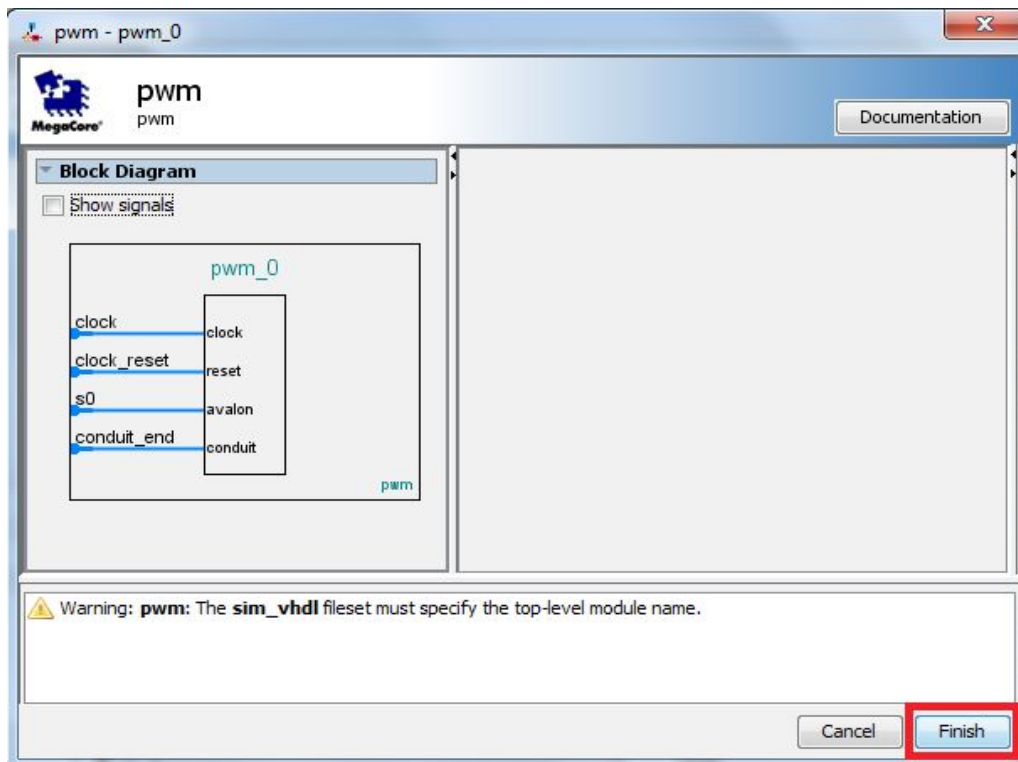 pwm - pwm_0
MegaCore®
pwm
pwm
Documentation
Block Diagram
Show signals
pwm_0
clock
clock
clock_reset
reset
s0
avalon
conduit_end
conduit
pwm
Warning: pwm: The sim_vhdl fileset must specify the top-level module name.
Cancel
Finish